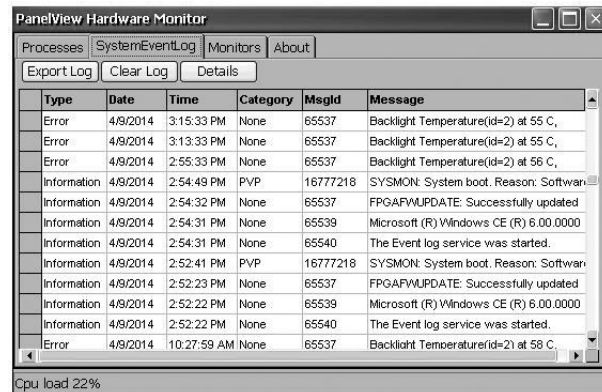 PanelView Hardware Monitor
Processes SystemEventLog Monitors About
Export Log Clear Log Details
Type Date Time Category MsgId Message
Error 4/9/2014 3:15:33 PM None 65537 Backlight Temperature(id=2) at 55 C,
Error 4/9/2014 3:13:33 PM None 65537 Backlight Temperature(id=2) at 55 C,
Error 4/9/2014 2:55:33 PM None 65537 Backlight Temperature(id=2) at 56 C,
Information 4/9/2014 2:54:49 PM PVP 16777218 SYSMON: System boot. Reason: Software
Information 4/9/2014 2:54:32 PM None 65537 FPGAFWUPDATE: Successfully updated
Information 4/9/2014 2:54:31 PM None 65539 Microsoft (R) Windows CE (R) 6.00.0000
Information 4/9/2014 2:54:31 PM None 65540 The Event log service was started.
Information 4/9/2014 2:52:41 PM PVP 16777218 SYSMON: System boot. Reason: Software
Information 4/9/2014 2:52:23 PM None 65537 FPGAFWUPDATE: Successfully updated
Information 4/9/2014 2:52:22 PM None 65539 Microsoft (R) Windows CE (R) 6.00.0000
Information 4/9/2014 2:52:22 PM None 65540 The Event log service was started.
Error 4/9/2014 10:27:59 AM None 65537 Backlight Temperature(id=2) at 58 C,
Cpu load 22%